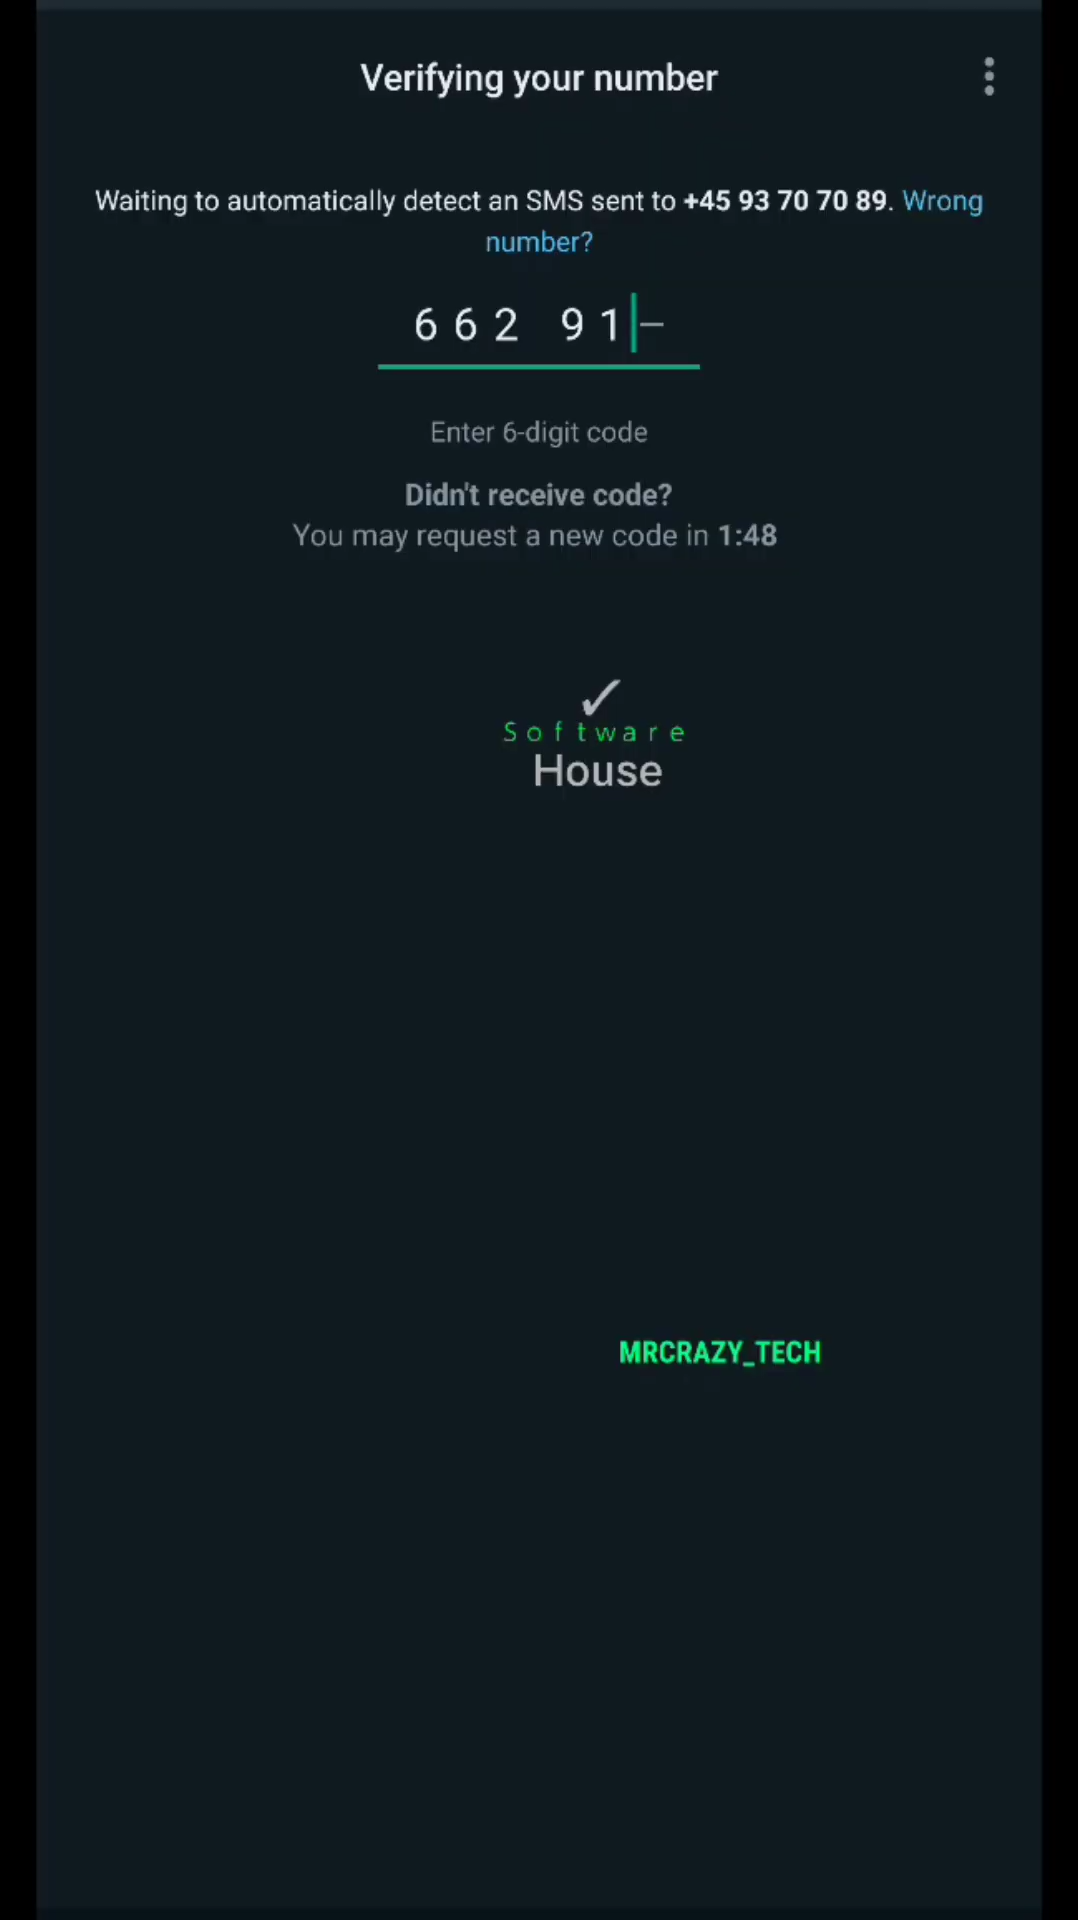 Verifying your number
Waiting to automatically detect an SMS sent to +45 93 70 70 89. Wrong
number?
662 91–
Enter 6-digit code
Didn't receive code?
You may request a new code in 1:48
✓
Software
House
MRCRAZY_TECH